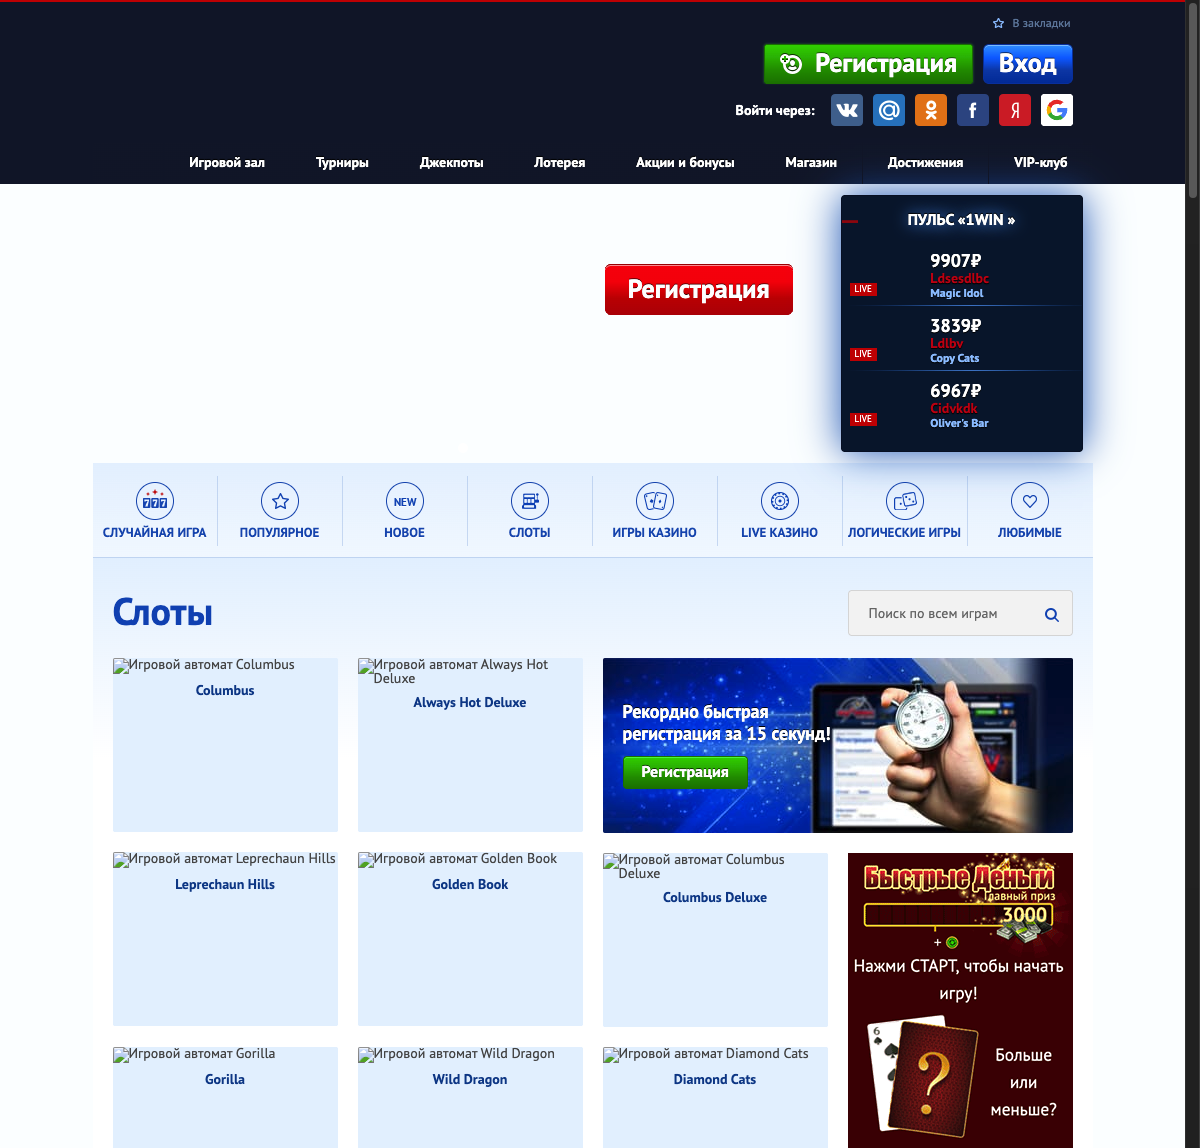 В закладки
Регистрация
Вход
Войти через:
Игровой зал
Турниры
Джекпоты
Лотерея
Акции и бонусы
Магазин
Достижения
VIP-клуб
ПУЛЬС «1WIN »
9907₽
Ldsesdlbc
LIVE
Magic Idol
3839₽
Ldlbv
LIVE
Copy Cats
6967₽
Cidvkdk
LIVE
Oliver's Bar
Регистрация
777
NEW
СЛУЧАЙНАЯ ИГРА
ПОПУЛЯРНОЕ
НОВОЕ
СЛОТЫ
ИГРЫ КАЗИНО
LIVE КАЗИНО
ЛОГИЧЕСКИЕ ИГРЫ
ЛЮБИМЫЕ
Слоты
Поиск по всем играм
Игровой автомат Columbus
Columbus
Игровой автомат Always Hot
Deluxe
Always Hot Deluxe
Рекордно быстрая
регистрация за 15 секунд!
Регистрация
Игровой автомат Leprechaun Hills
Leprechaun Hills
Игровой автомат Golden Book
Golden Book
Игровой автомат Columbus
Deluxe
Columbus Deluxe
Быстрые Деньги
Главный приз
3000
+
Нажми СТАРТ, чтобы начать
игру!
6
?
Больше
или
меньше?
Игровой автомат Gorilla
Gorilla
Игровой автомат Wild Dragon
Wild Dragon
Игровой автомат Diamond Cats
Diamond Cats